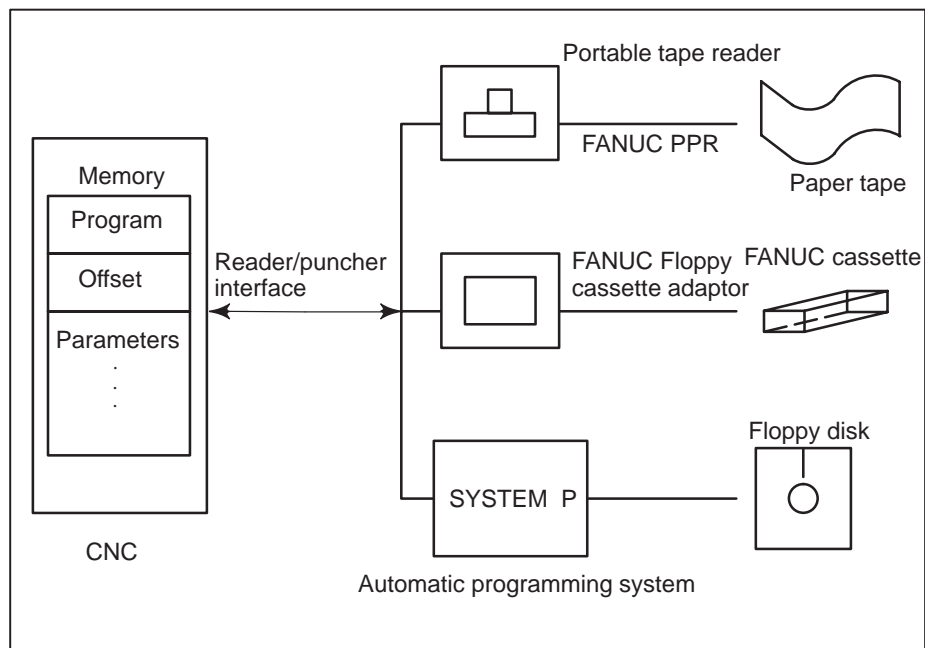 Portable tape reader
FANUC PPR
Paper tape
Memory
Program
Offset
Parameters
.
.
.
CNC
Reader/puncher
interface
FANUC Floppy
cassette adaptor
FANUC cassette
SYSTEM P
Automatic programming system
Floppy disk